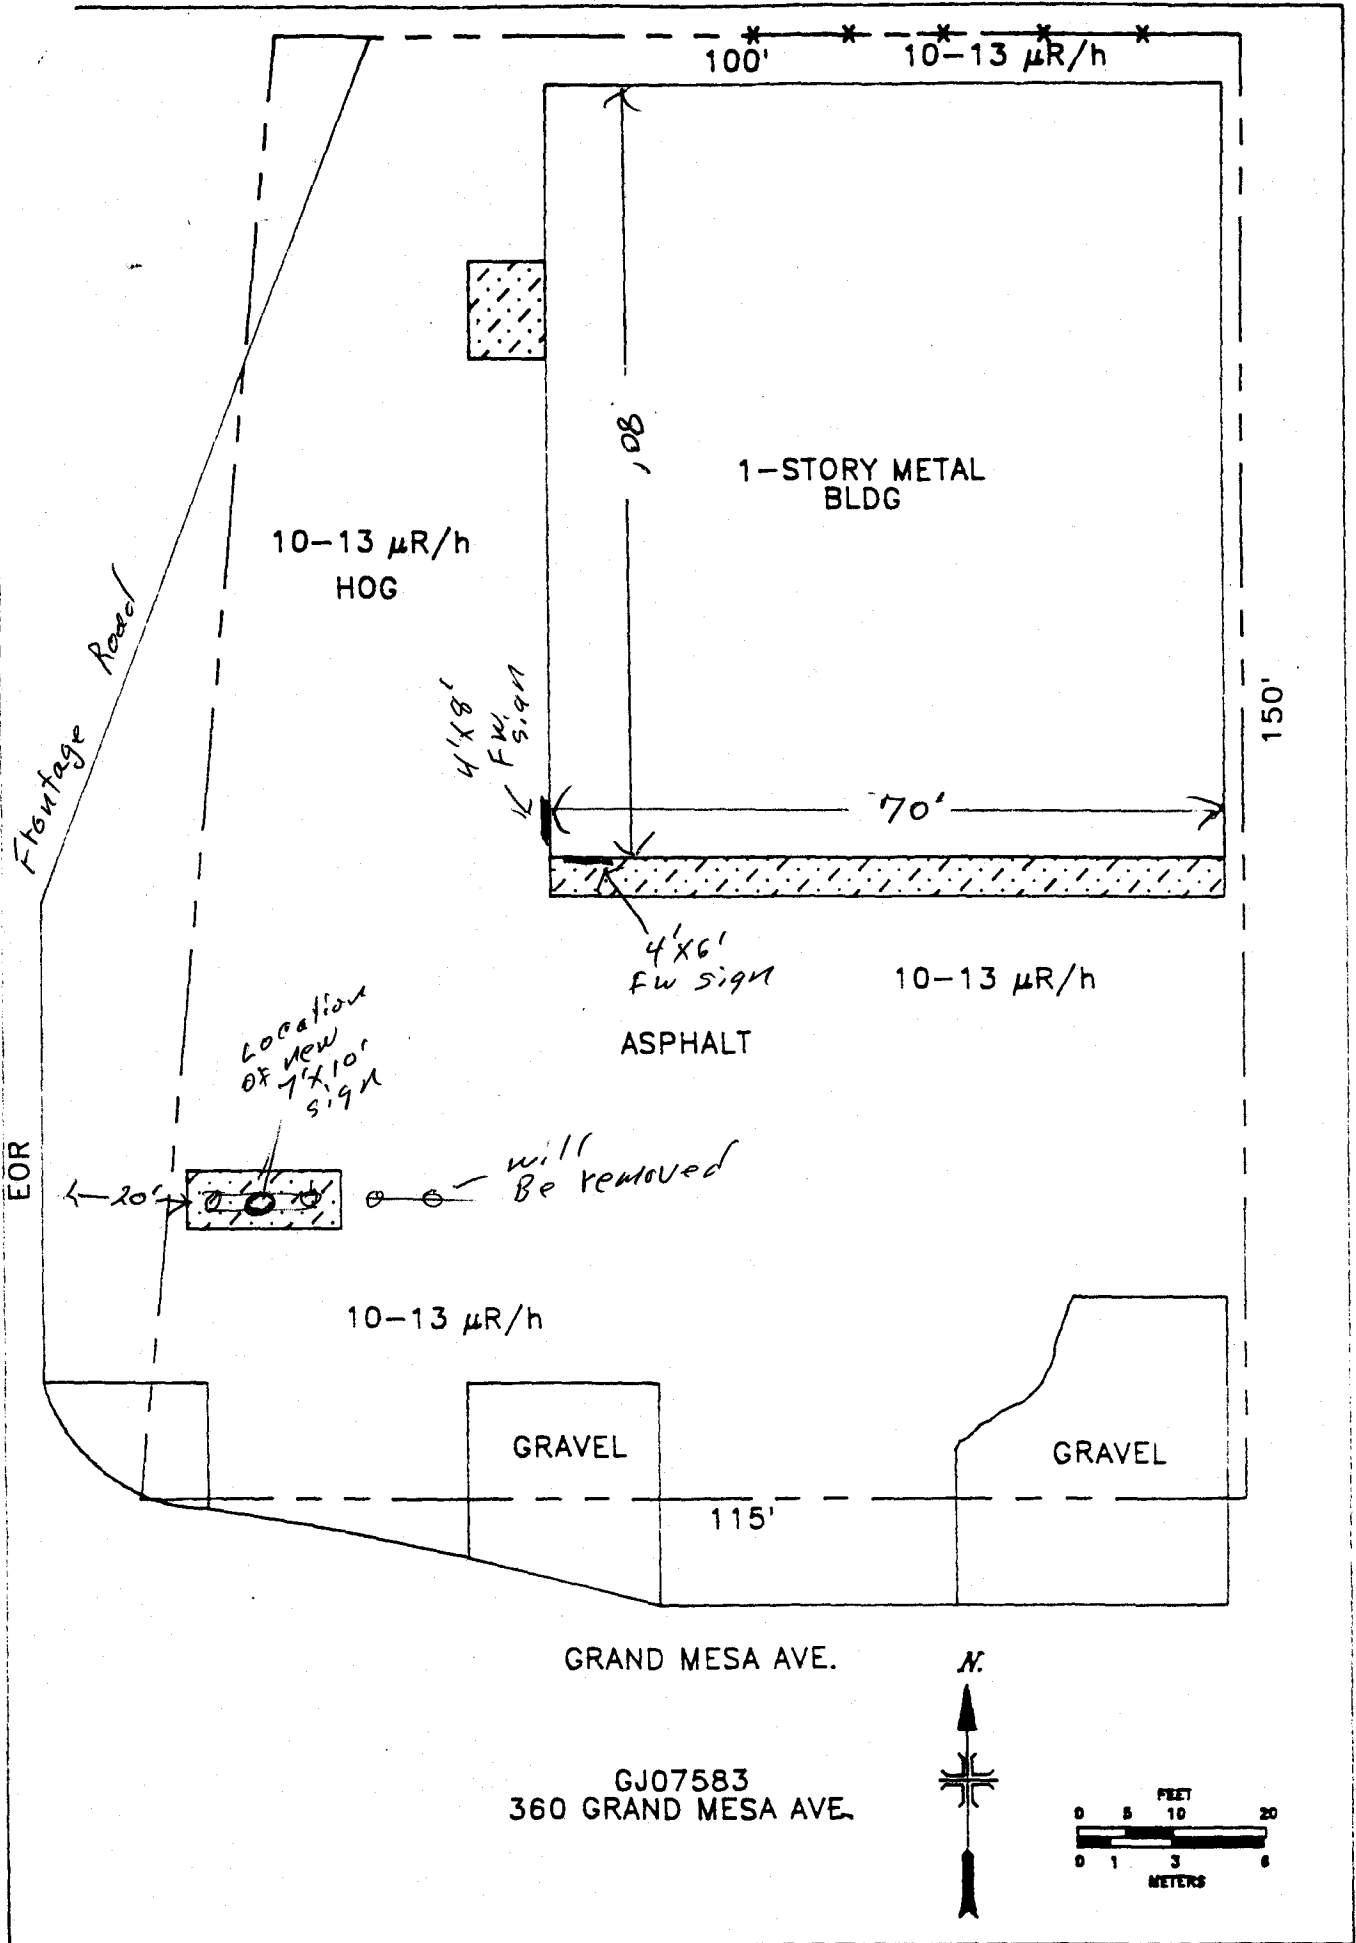 100'
10-13 µR/h
80'
1-STORY METAL
BLDG
10-13 µR/h
HOG
Frontage Road
4'X8'
FW.
sign
150'
70'
4'X6'
FW sign
10-13 µR/h
ASPHALT
Location
of new
7'X10'
sign
will
Be removed
EOR
20'
10-13 µR/h
GRAVEL
GRAVEL
115'
GRAND MESA AVE.
N.
GJ07583
360 GRAND MESA AVE.
FEET
0 5 10 20
0 1 3 6
METERS